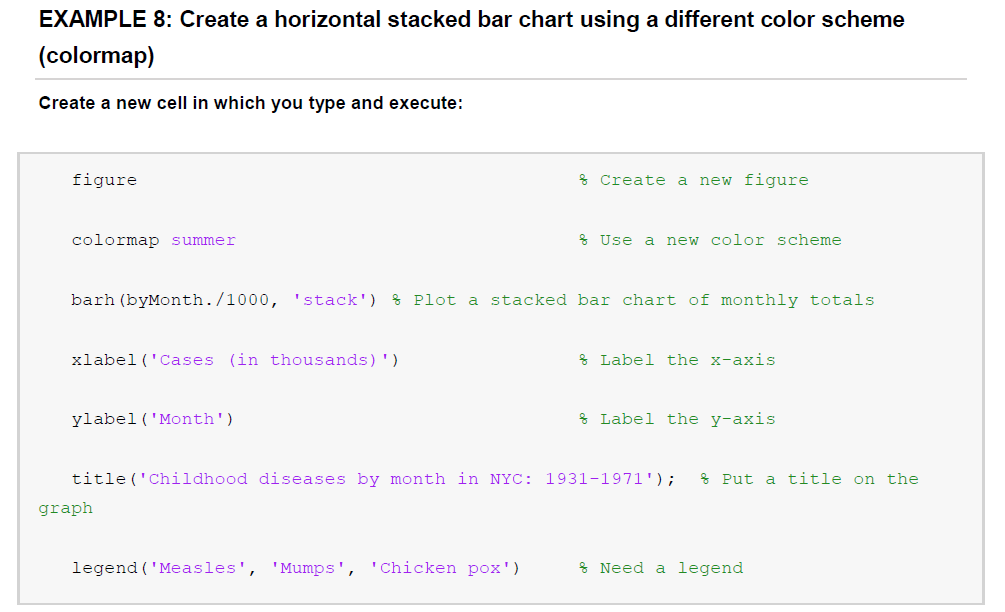 EXAMPLE 8: Create a horizontal stacked bar chart using a different color scheme
(colormap)
Create a new cell in which you type and execute:
figure % Create a new figure
colormap summer % Use a new color scheme
barh(byMonth./1000, 'stack') % Plot a stacked bar chart of monthly totals
xlabel('Cases (in thousands)') % Label the x-axis
ylabel('Month') % Label the y-axis
title('Childhood diseases by month in NYC: 1931-1971'); % Put a title on the
graph
legend('Measles', 'Mumps', 'Chicken pox') % Need a legend